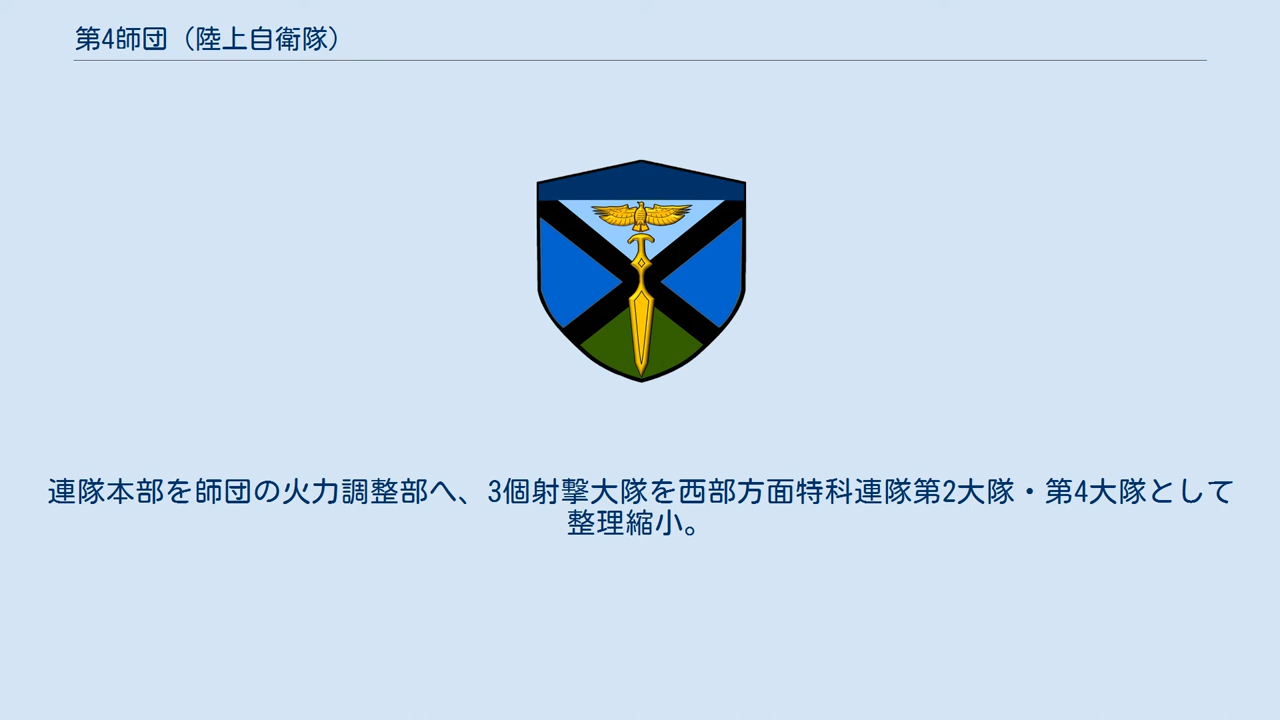 第4師団（陸上自衛隊）
連隊本部を師団の火力調整部へ、3個射撃大隊を西部方面特科連隊第2大隊・第4大隊として
整理縮小。